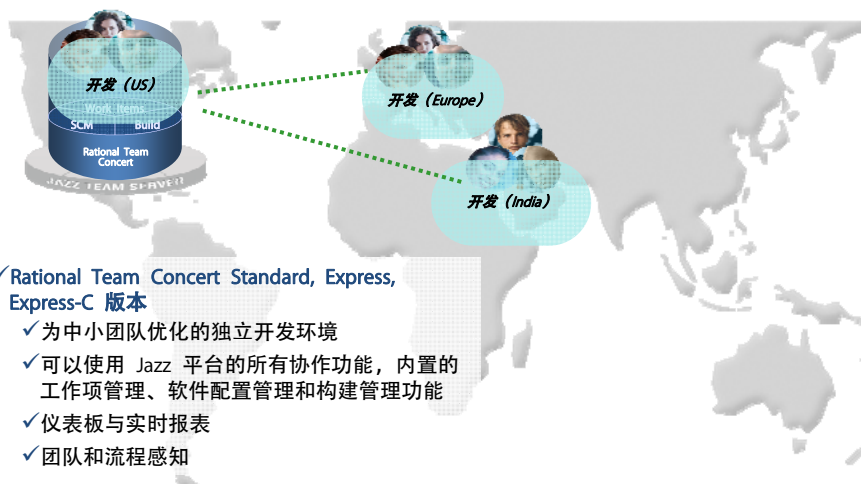 开发（US）
Work Items
SCM
Build
Rational Team
Concert
JAZZ TEAM SERVER
开发（Europe）
开发（India）
✓Rational Team Concert Standard, Express,
Express-C 版本
✓为中小团队优化的独立开发环境
✓可以使用 Jazz 平台的所有协作功能，内置的
工作项管理、软件配置管理和构建管理功能
✓仪表板与实时报表
✓团队和流程感知